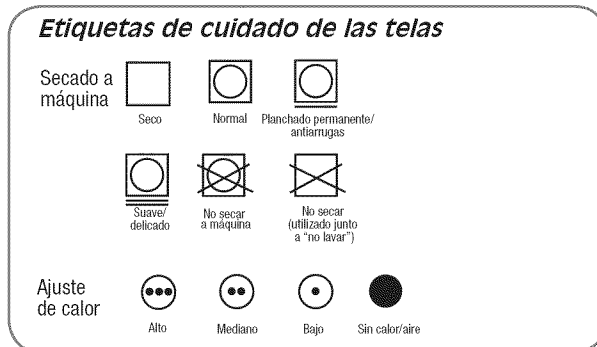 Etiquetas de cuidado de las telas
Secado a
máquina
Seco
Normal
Planchado permanente/
antiarrugas
Suave/
delicado
No secar
a máquina
No secar
(utilizado junto
a “no lavar”)
Ajuste
de calor
Alto
Mediano
Bajo
Sin calor/aire